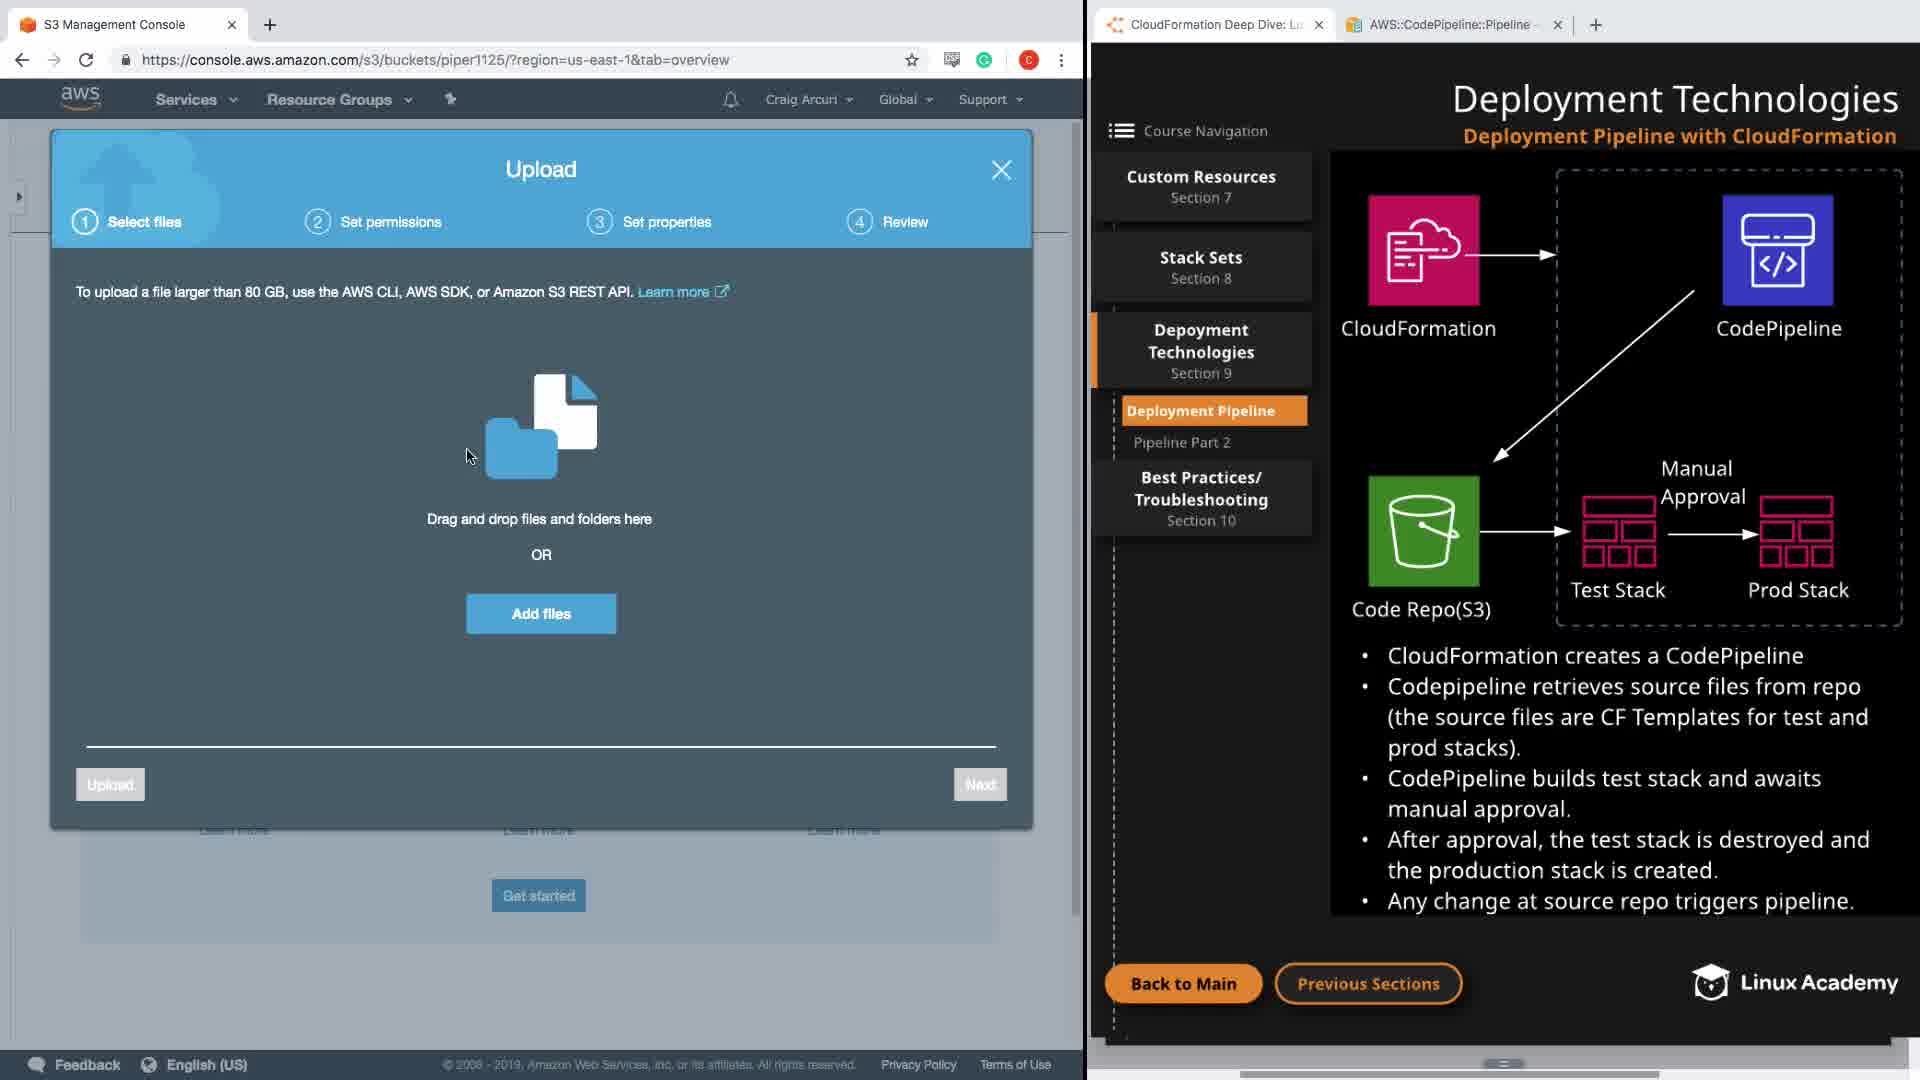 S3 Management Console
https://console.aws.amazon.com/s3/buckets/piper1125/?region=us-east-1&tab=overview
C
aws
Services
Resource Groups
Craig Arcuri
Global
Support
Upload
1 Select files
2 Set permissions
3 Set properties
4 Review
To upload a file larger than 80 GB, use the AWS CLI, AWS SDK, or Amazon S3 REST API. Learn more
Drag and drop files and folders here
OR
Add files
Upload
Next
Learn more
Learn more
Learn more
Get started
Feedback
English (US)
© 2008 - 2019, Amazon Web Services, Inc. or its affiliates. All rights reserved.
Privacy Policy
Terms of Use
CloudFormation Deep Dive:
AWS::CodePipeline::Pipeline -
Deployment Technologies
Deployment Pipeline with CloudFormation
Course Navigation
Custom Resources
Section 7
Stack Sets
Section 8
Depoyment
Technologies
Section 9
Deployment Pipeline
Pipeline Part 2
Best Practices/
Troubleshooting
Section 10
CloudFormation
CodePipeline
Manual
Approval
Code Repo(S3)
Test Stack
Prod Stack
• CloudFormation creates a CodePipeline
• Codepipeline retrieves source files from repo
(the source files are CF Templates for test and
prod stacks).
• CodePipeline builds test stack and awaits
manual approval.
• After approval, the test stack is destroyed and
the production stack is created.
• Any change at source repo triggers pipeline.
Back to Main
Previous Sections
Linux Academy